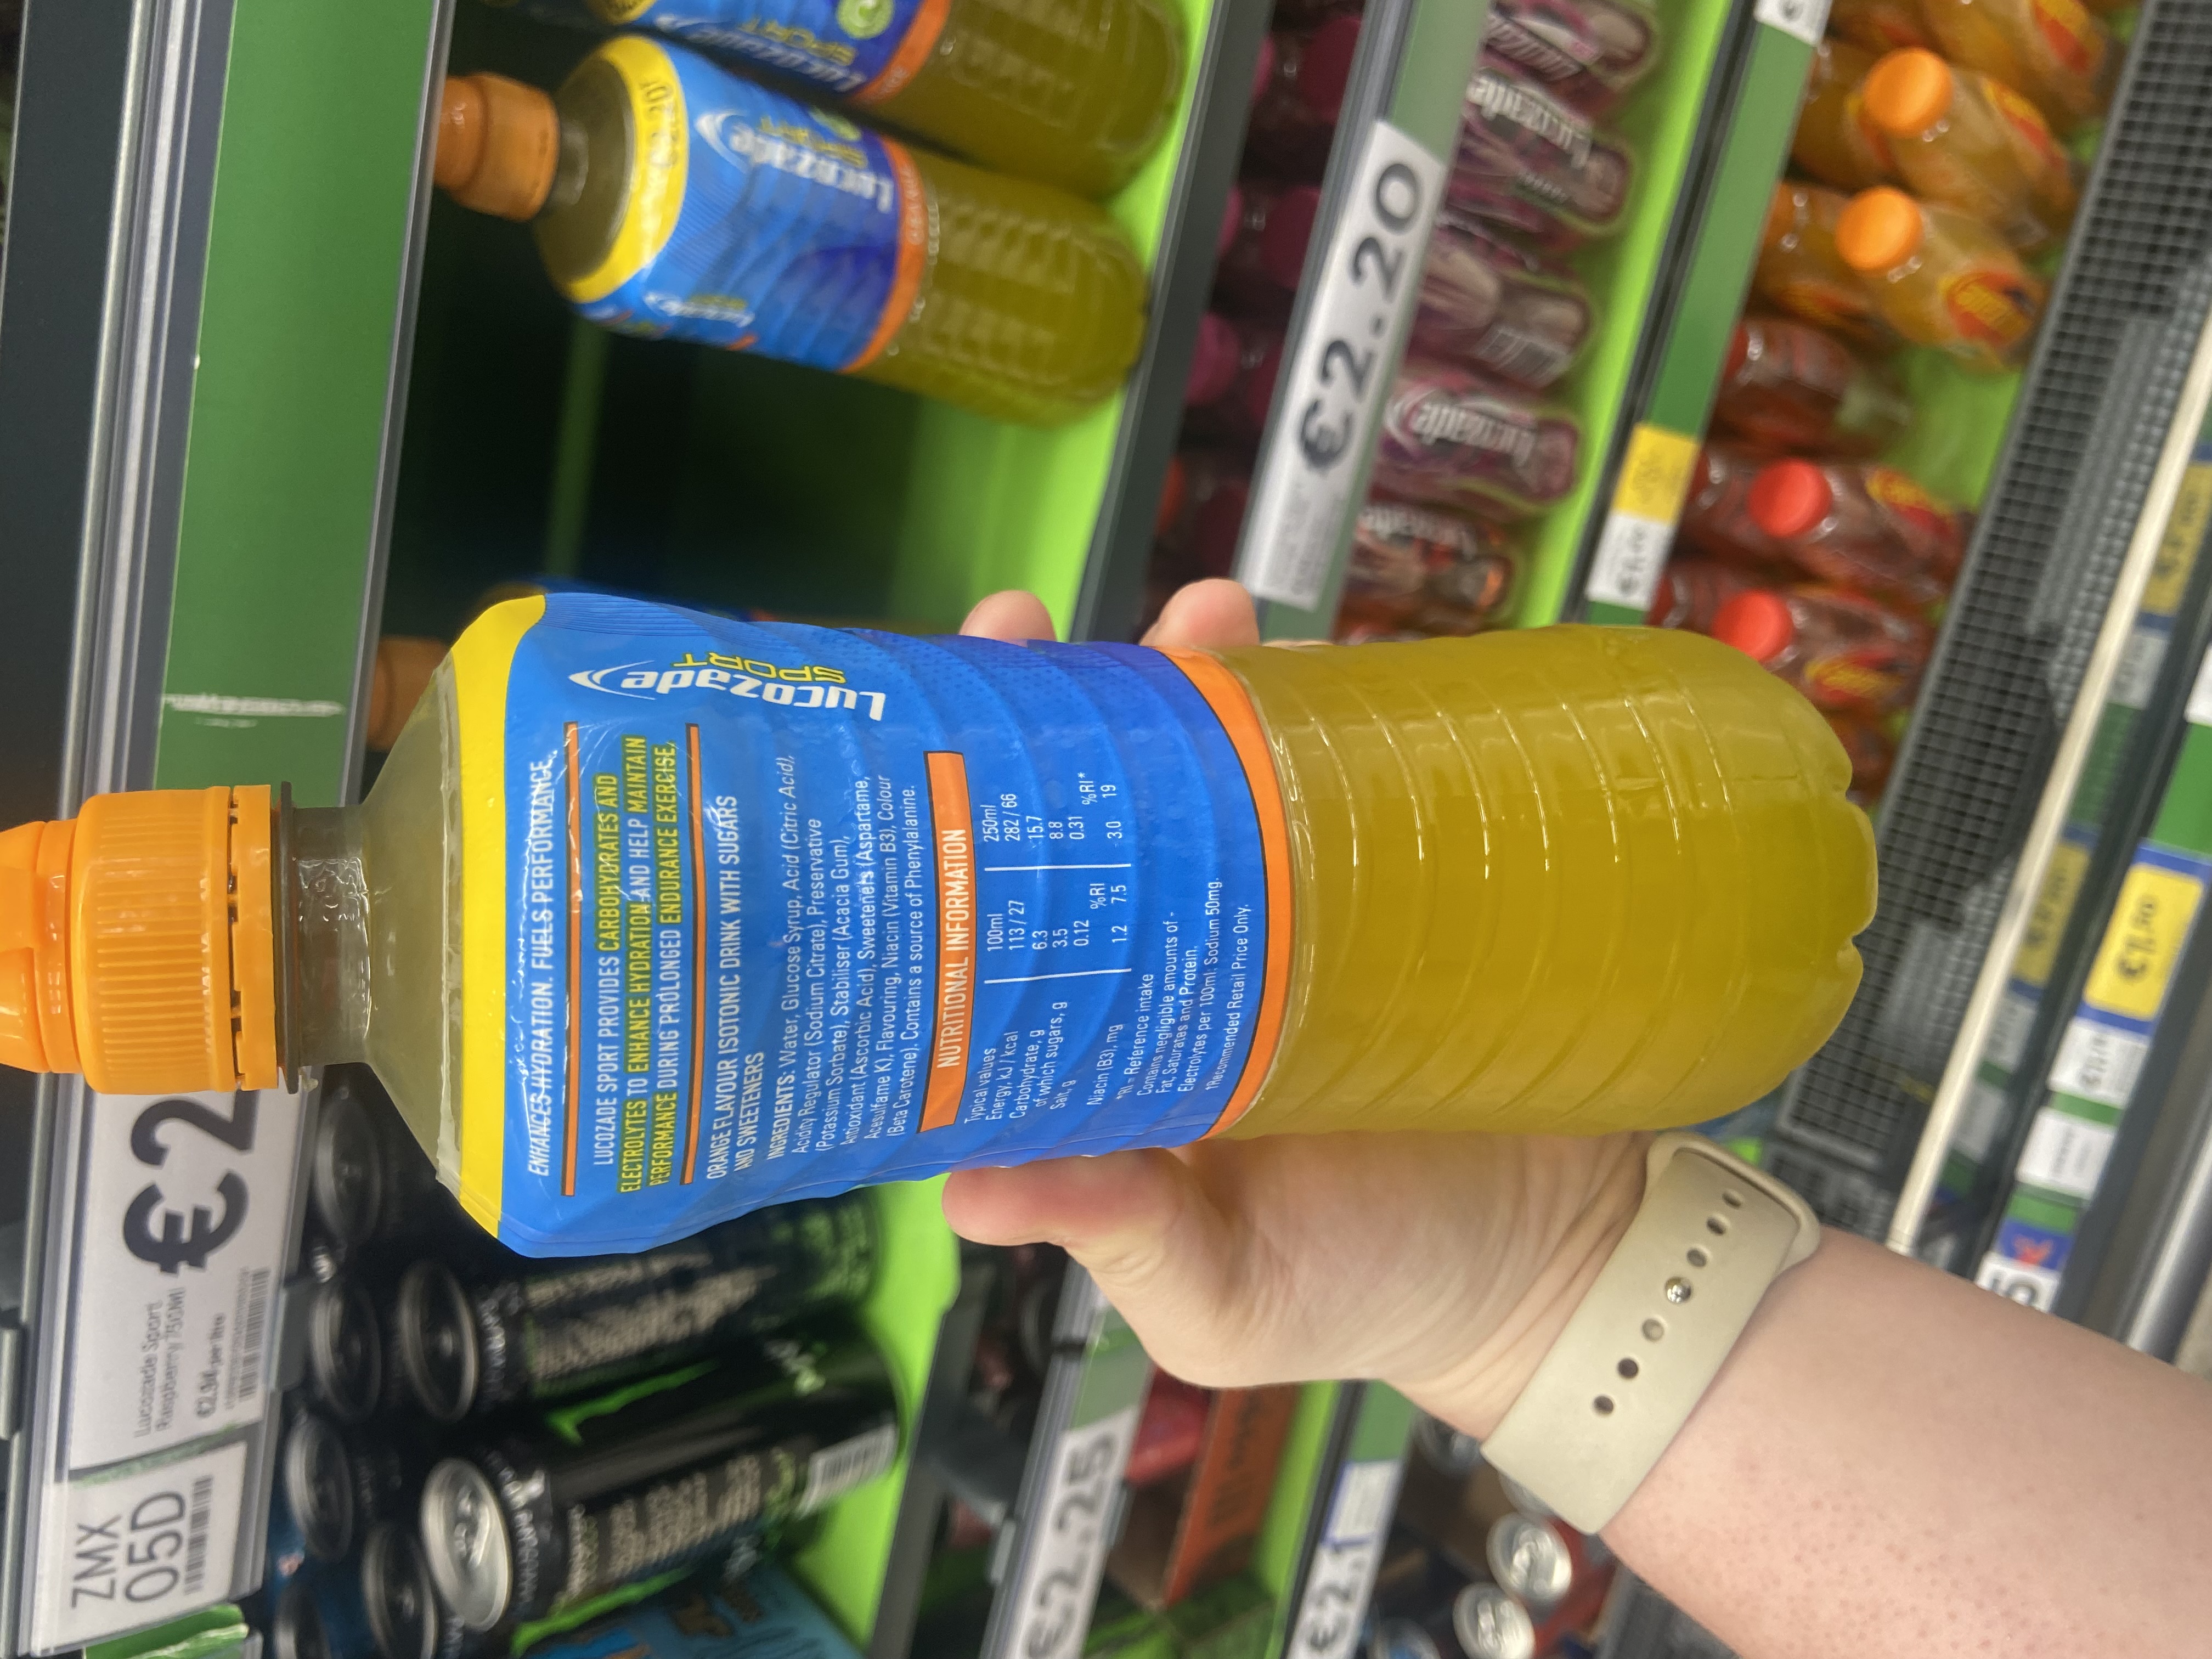 ZMX
05D
Lucozade Sport
Raspberry 750Ml
€2.94 per litre
€2
ENHANCES HYDRATION. FUELS PERFORMANCE.
LUCOZADE SPORT PROVIDES CARBOHYDRATES AND
ELECTROLYTES TO ENHANCE HYDRATION AND HELP MAINTAIN
PERFORMANCE DURING PROLONGED ENDURANCE EXERCISE.
ORANGE FLAVOUR ISOTONIC DRINK WITH SUGARS
AND SWEETENERS
INGREDIENTS: Water, Glucose Syrup, Acid (Citric Acid),
Acidity Regulator (Sodium Citrate), Preservative
(Potassium Sorbate), Stabiliser (Acacia Gum),
Antioxidant (Ascorbic Acid), Sweeteners (Aspartame,
Acesulfame K), Flavouring, Niacin (Vitamin B3), Colour
(Beta Carotene). Contains a source of Phenylalanine.
NUTRITIONAL INFORMATION
Typical values 100ml 250ml
Energy, kJ / kcal 113 / 27 282 / 66
Carbohydrate, g 6.3 15.7
of which sugars, g 3.5 8.8
Salt, g 0.12 0.31
%RI %RI*
Niacin (B3), mg 1.2 7.5 3.0 19
*RI = Reference intake
Contains negligible amounts of -
Fat, Saturates and Protein.
Electrolytes per 100ml: Sodium 50mg.
†Recommended Retail Price Only.
Lucozade
SPORT
€2.20†
Lucozade
SPORT
Lucozade
SPORT
€2.25
€2.20
Lucozade
Lucozade
€1.20